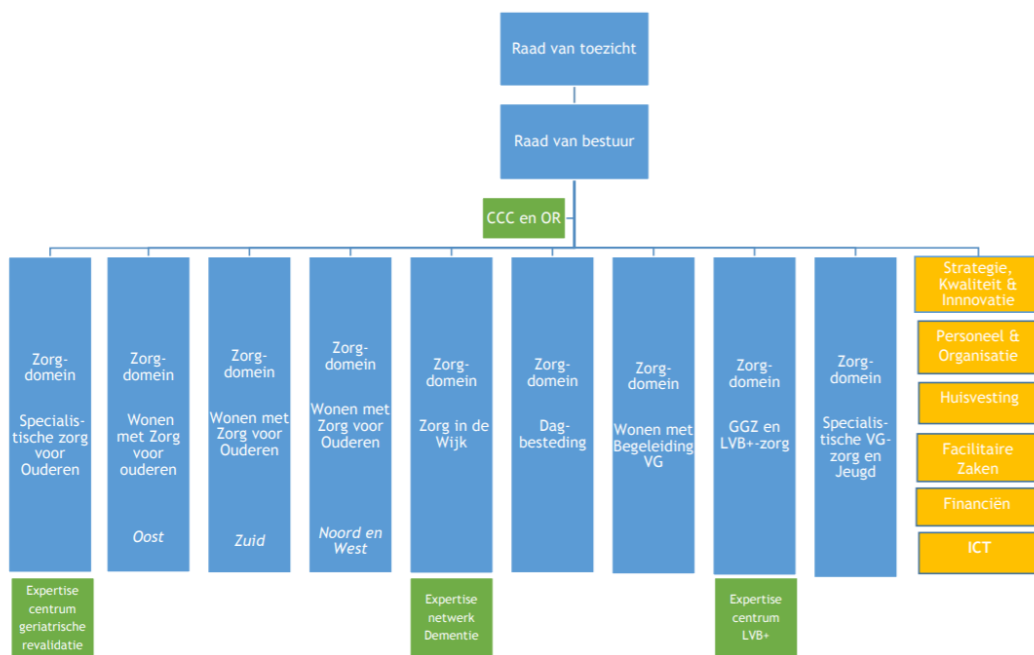 Raad van toezicht
Raad van bestuur
CCC en OR
Zorg-
domein
Specialis-
tische zorg
voor
Ouderen
Zorg-
domein
Wonen
met Zorg
voor
ouderen
Oost
Zorg-
domein
Wonen met
Zorg voor
Ouderen
Zuid
Zorg-
domein
Wonen met
Zorg voor
Ouderen
Noord en
West
Zorg-
domein
Zorg in de
Wijk
Zorg-
domein
Dag-
besteding
Zorg-
domein
Wonen met
Begeleiding
VG
Zorg-
domein
GGZ en
LVB+-zorg
Zorg-
domein
Specialis-
tische VG-
zorg en
Jeugd
Strategie,
Kwaliteit &
Innnovatie
Personeel &
Organisatie
Huisvesting
Facilitaire
Zaken
Financiën
ICT
Expertise
centrum
geriatrische
revalidatie
Expertise
netwerk
Dementie
Expertise
centrum
LVB+